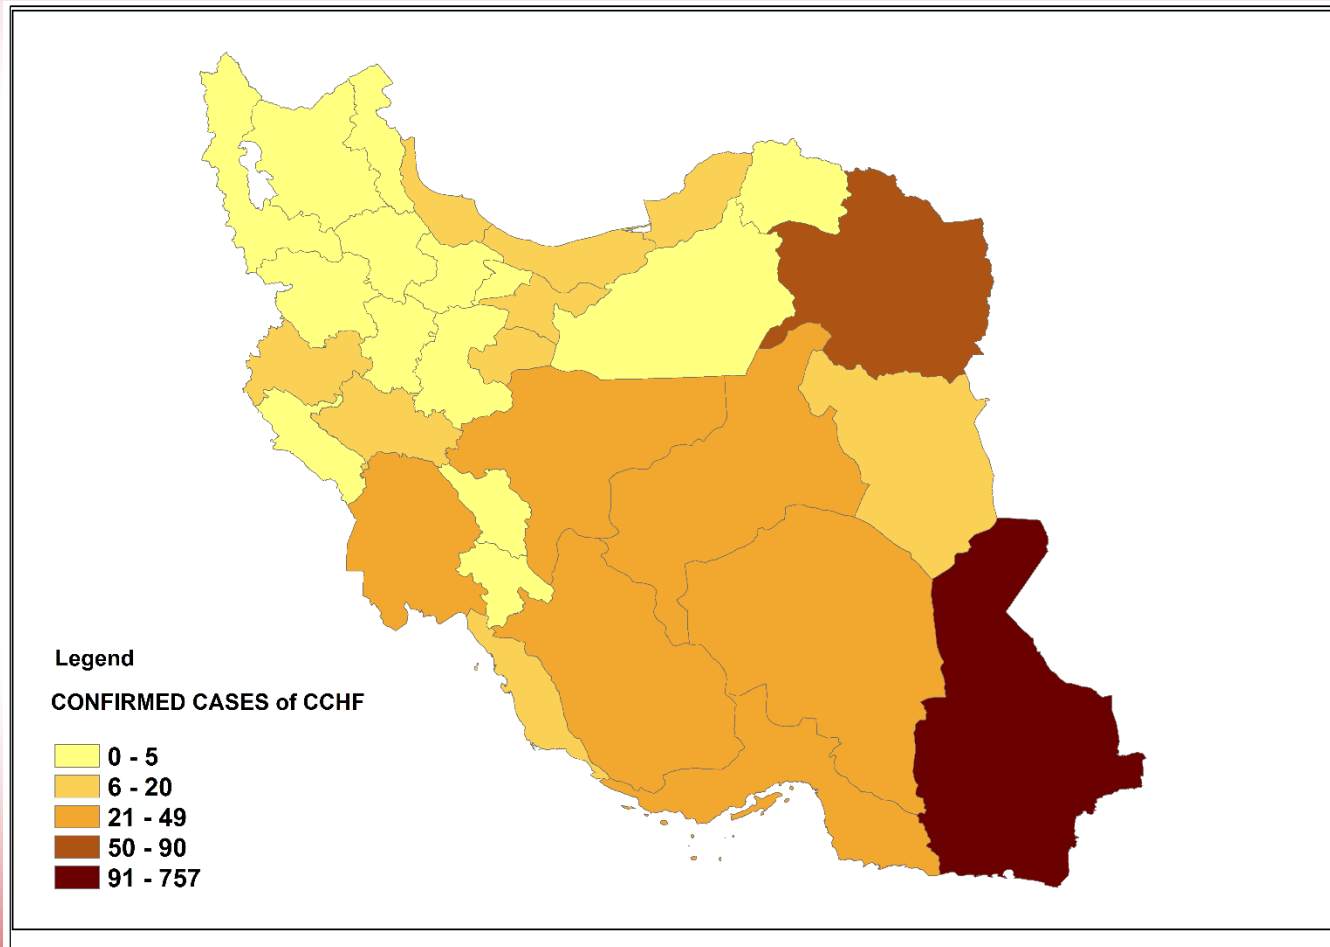 Legend
CONFIRMED CASES of CCHF
0 - 5
6 - 20
21 - 49
50 - 90
91 - 757